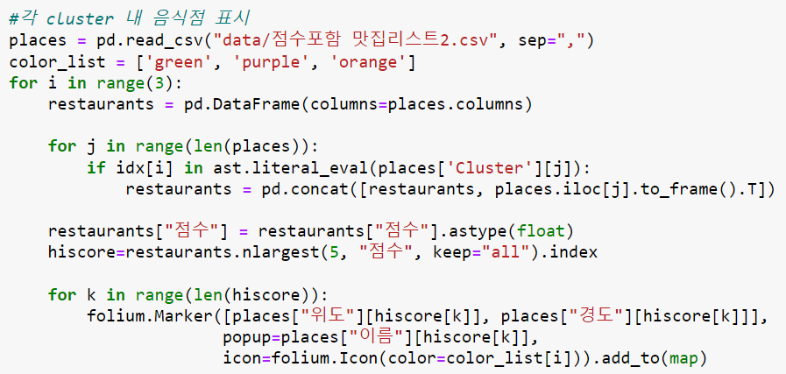 #각 cluster 내 음식점 표시
places = pd.read_csv("data/점수포함 맛집리스트2.csv", sep=",")
color_list = ['green', 'purple', 'orange']
for i in range(3):
    restaurants = pd.DataFrame(columns=places.columns)

    for j in range(len(places)):
        if idx[i] in ast.literal_eval(places['Cluster'][j]):
            restaurants = pd.concat([restaurants, places.iloc[j].to_frame().T])

    restaurants["점수"] = restaurants["점수"].astype(float)
    hiscore=restaurants.nlargest(5, "점수", keep="all").index

    for k in range(len(hiscore)):
        folium.Marker([places["위도"][hiscore[k]], places["경도"][hiscore[k]]],
                      popup=places["이름"][hiscore[k]],
                      icon=folium.Icon(color=color_list[i])).add_to(map)